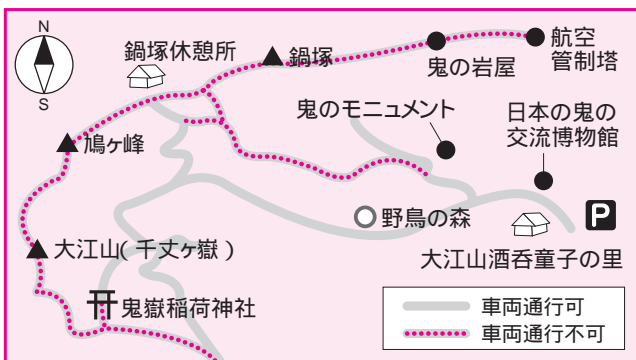 N
S
鍋塚休憩所
鍋塚
鬼の岩屋
航空
管制塔
鬼のモニュメント
日本の鬼の
交流博物館
鳩ヶ峰
野鳥の森
P
大江山(千丈ヶ嶽)
大江山酒呑童子の里
鬼嶽稲荷神社
車両通行可
車両通行不可